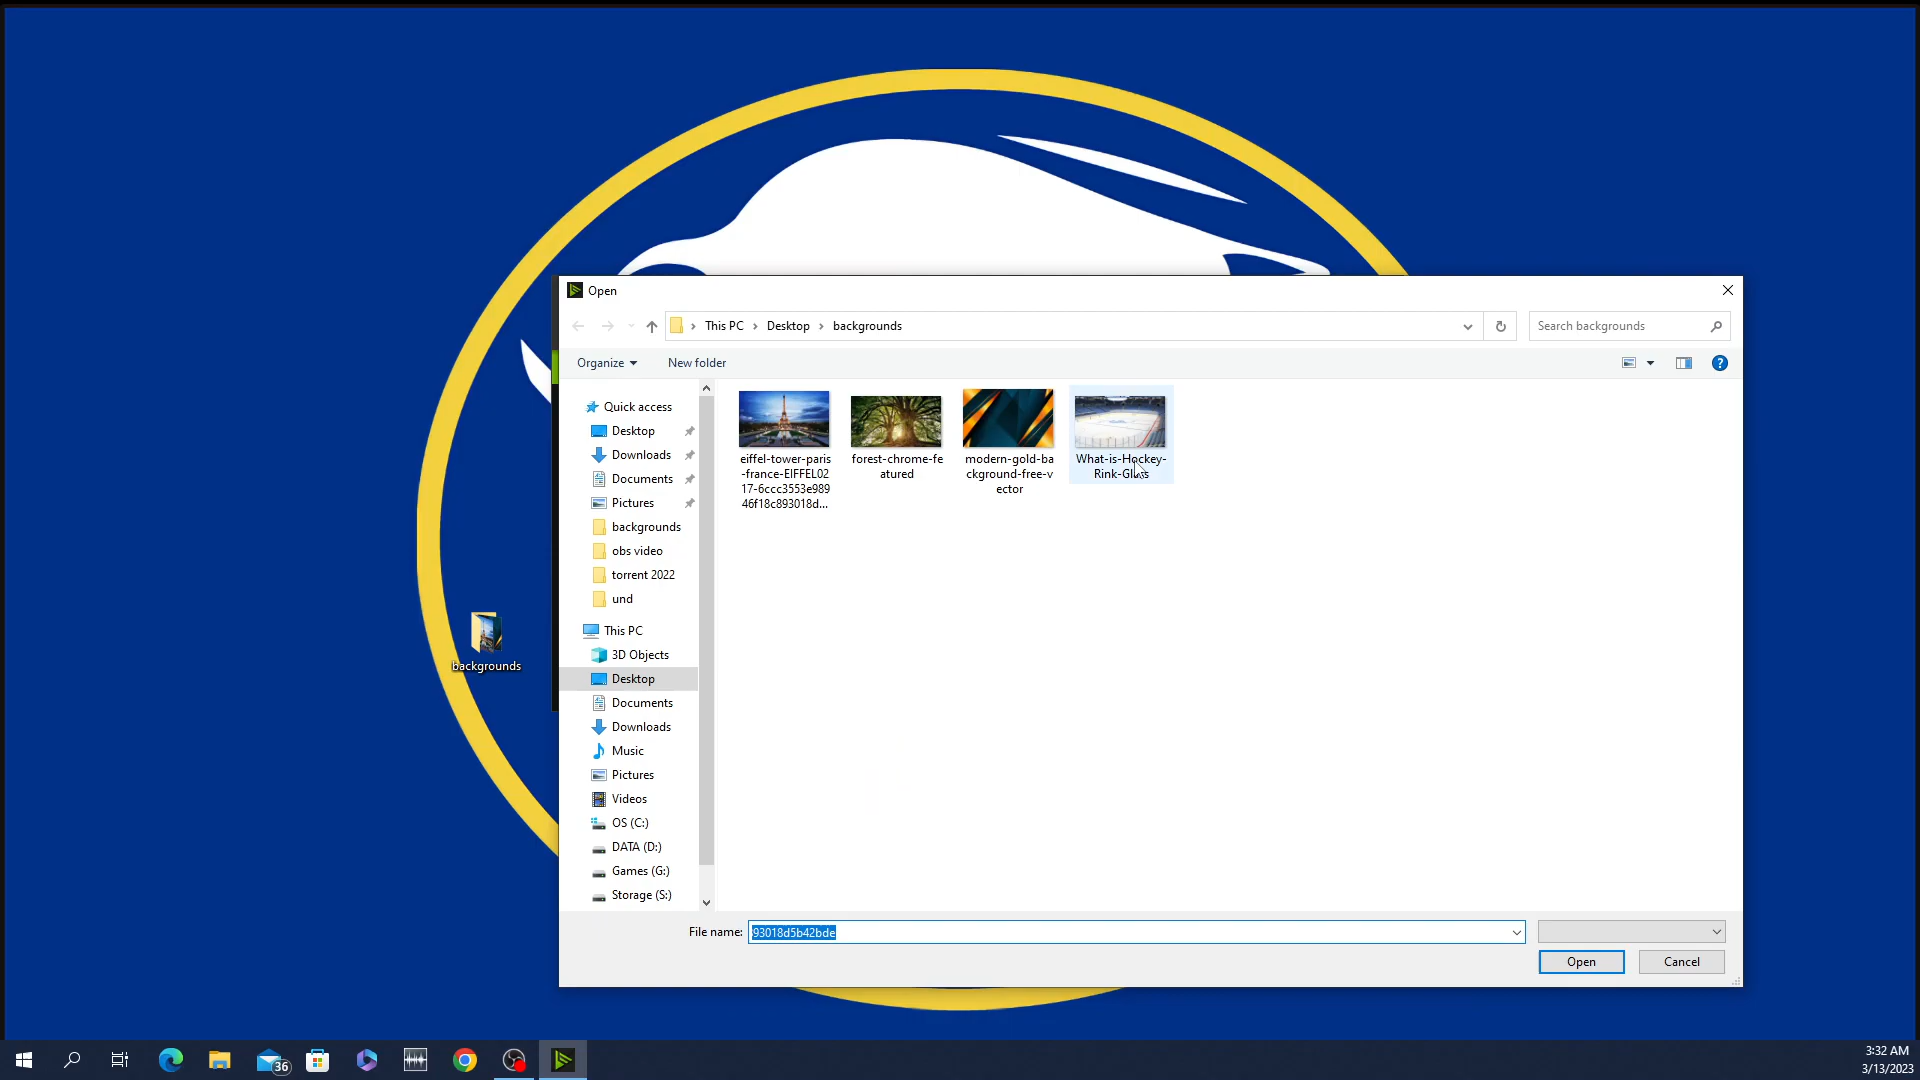 Open
This PC
Desktop
backgrounds
Search backgrounds
Organize
New folder
Quick access
Desktop
Downloads
Documents
Pictures
backgrounds
obs video
torrent 2022
und
This PC
3D Objects
Desktop
Documents
Downloads
Music
Pictures
Videos
OS (C:)
DATA (D:)
Games (G:)
Storage (S:)
eiffel-tower-paris
-france-EIFFEL02
17-6ccc3553e989
46f18c893018d...
forest-chrome-fe
atured
modern-gold-ba
ckground-free-v
ector
What-is-Hockey-
Rink-Glass
backgrounds
File name:
93018d5b42bde
Open
Cancel
36
3:32 AM
3/13/2023